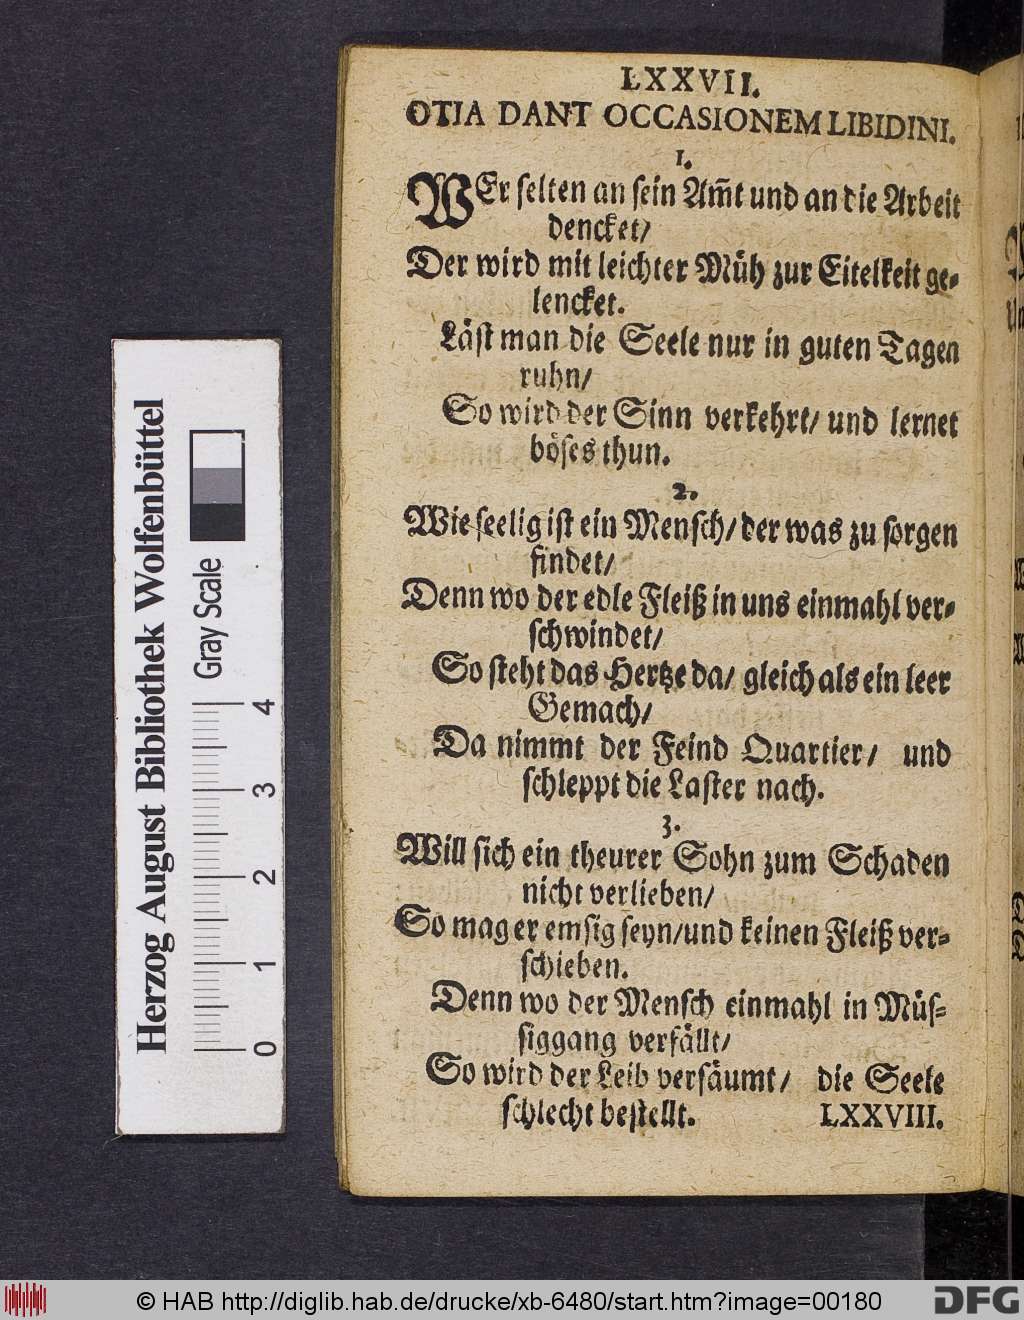 LXXVII.
OTIA DANT OCCASIONEM LIBIDINI.
1.
WEr selten an sein Am̃t und an die Arbeit
dencket/
Der wird mit leichter Müh zur Eitelkeit ge-
lencket.
Läst man die Seele nur in guten Tagen
ruhn/
So wird der Sinn verkehrt/ und lernet
böses thun.
2.
Wie seelig ist ein Mensch/ der was zu sorgen
findet/
Denn wo der edle Fleiß in uns einmahl ver-
schwindet/
So steht das Hertze da/ gleich als ein leer
Gemach/
Da nimmt der Feind Quartier/ und
schleppt die Laster nach.
3.
Will sich ein theurer Sohn zum Schaden
nicht verlieben/
So mag er emsig seyn/und keinen Fleiß ver-
schieben.
Denn wo der Mensch einmahl in Müs-
siggang verfällt/
So wird der Leib versäumt/ die Seele
schlecht bestellt. LXXVIII.
Herzog August Bibliothek Wolfenbüttel
Gray Scale
0 1 2 3 4
© HAB http://diglib.hab.de/drucke/xb-6480/start.htm?image=00180
DFG